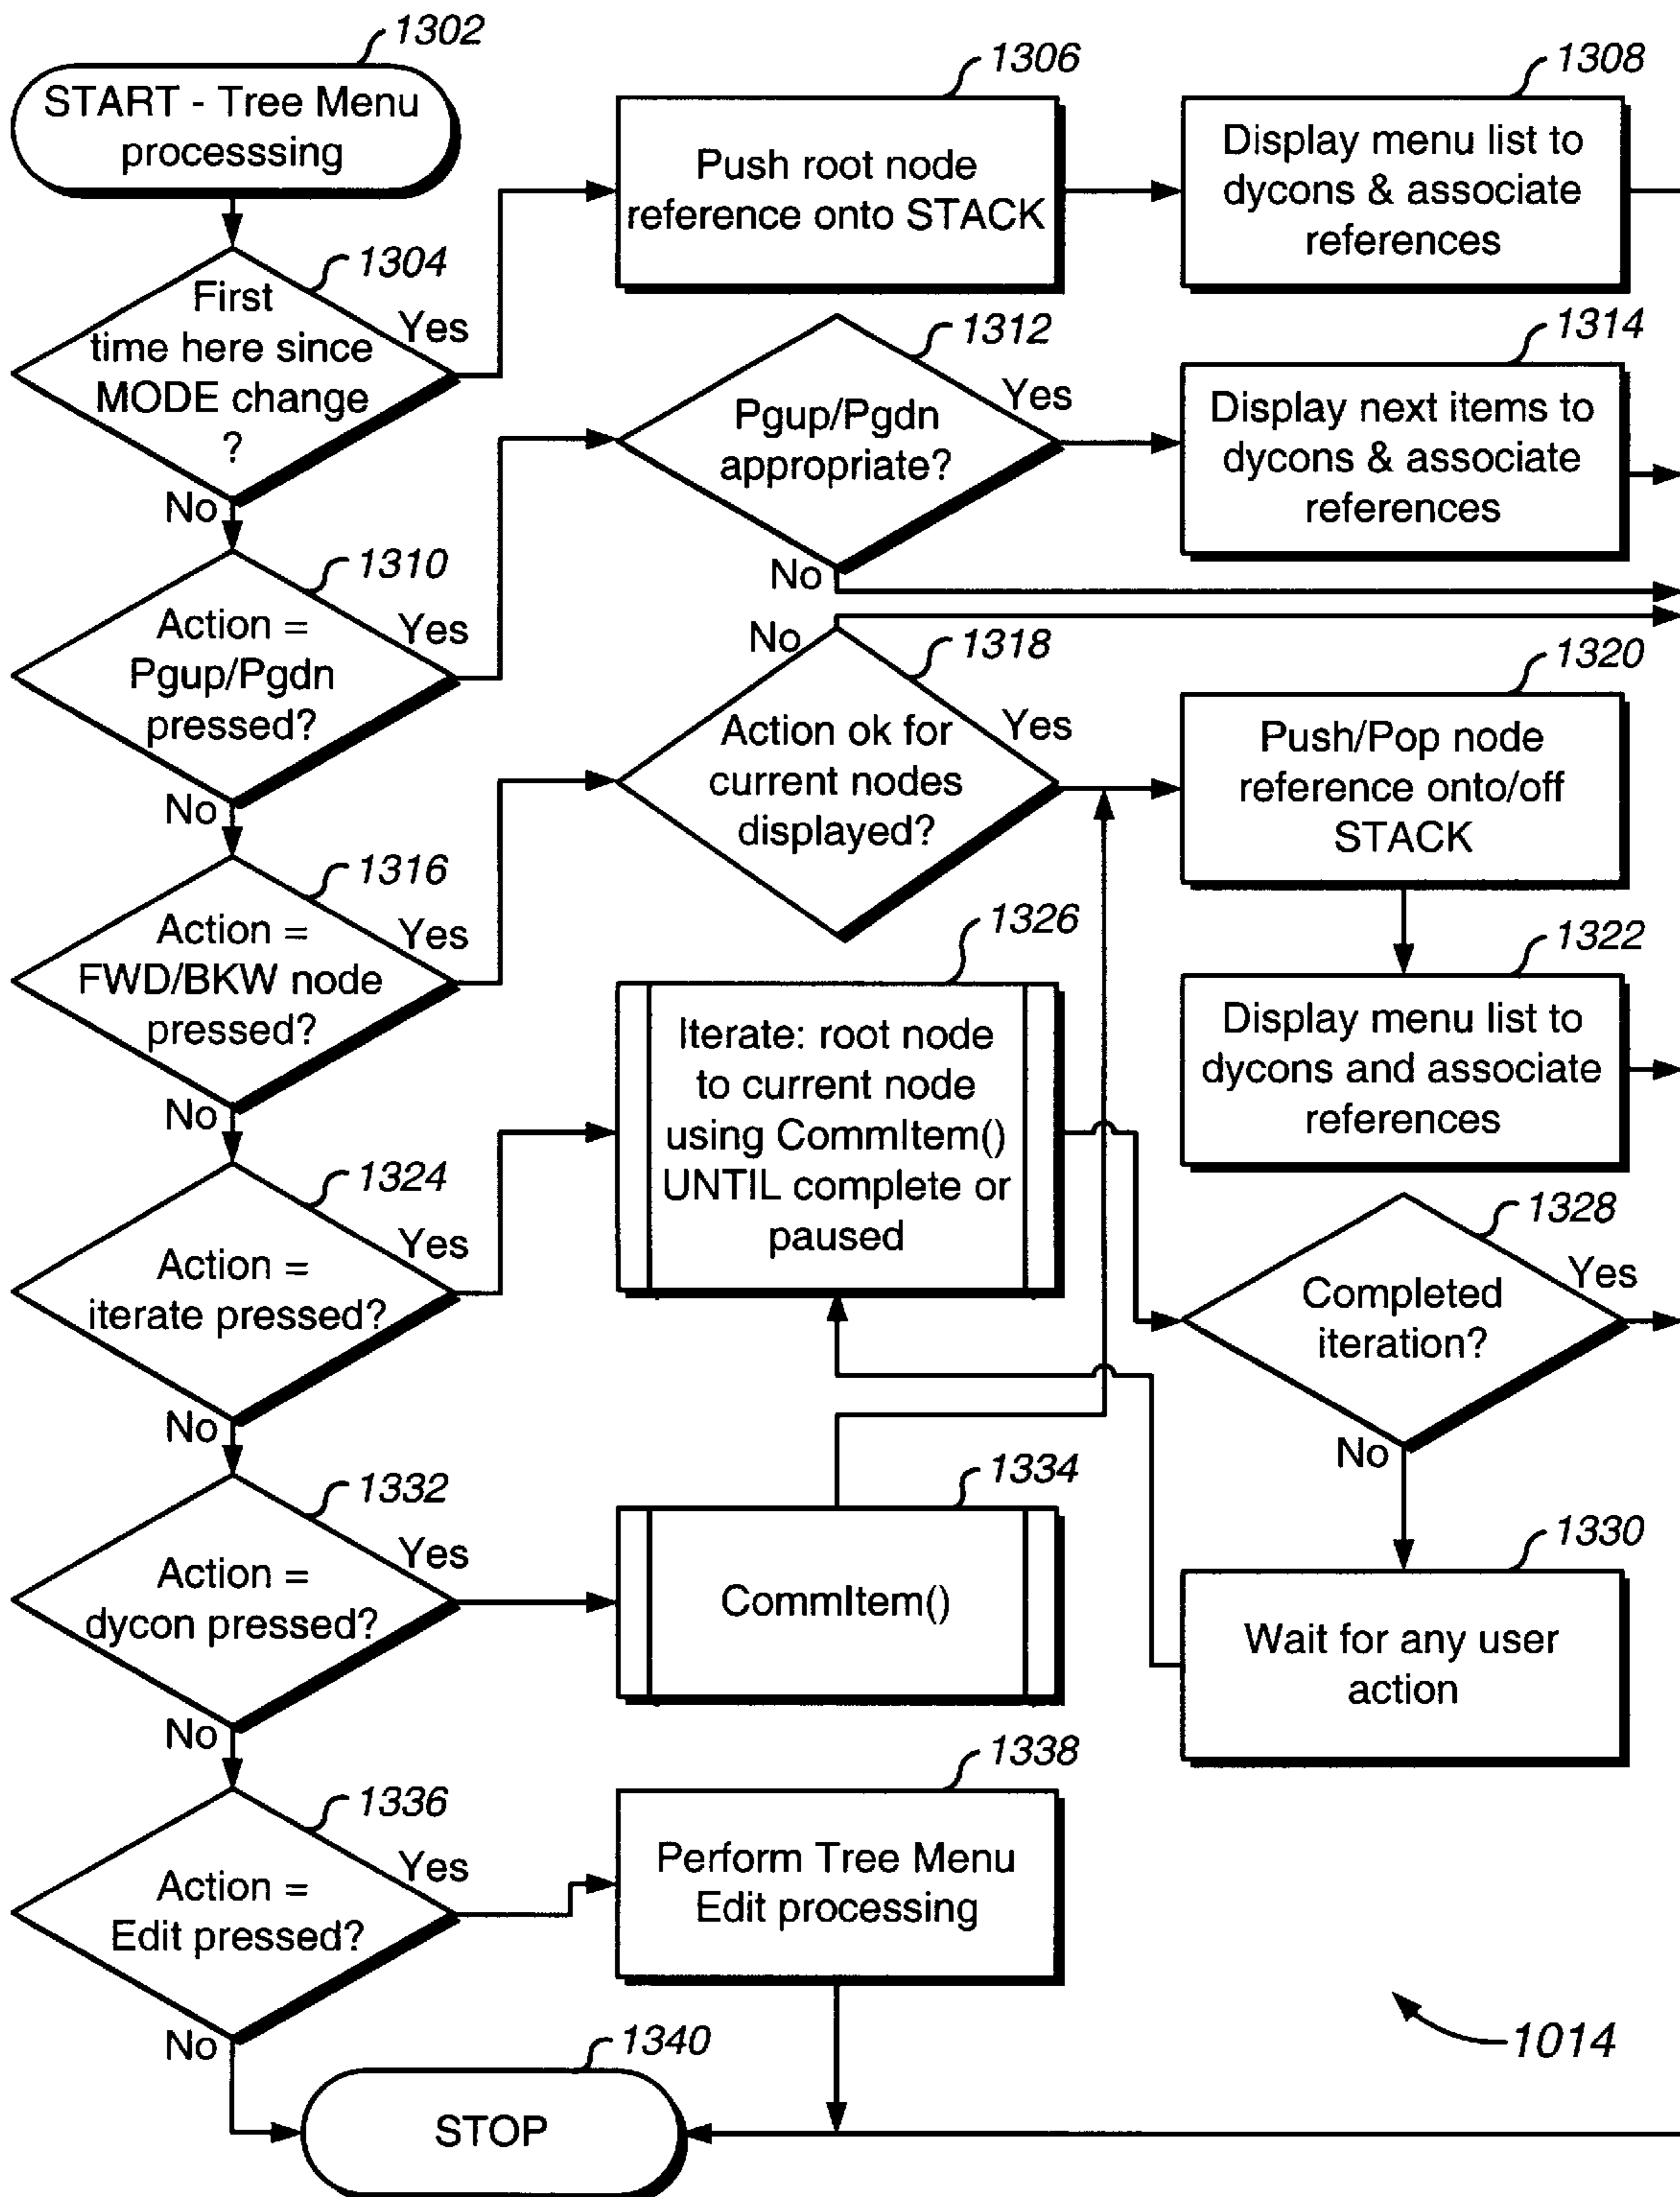 1302
START - Tree Menu
processsing
1306
Push root node
reference onto STACK
1308
Display menu list to
dycons & associate
references
1304
First
time here since
MODE change
?
Yes
No
1312
Pgup/Pgdn
appropriate?
Yes
No
1314
Display next items to
dycons & associate
references
1310
Action =
Pgup/Pgdn
pressed?
Yes
No
No
1318
Action ok for
current nodes
displayed?
Yes
1320
Push/Pop node
reference onto/off
STACK
1316
Action =
FWD/BKW node
pressed?
Yes
No
1326
Iterate: root node
to current node
using CommItem()
UNTIL complete or
paused
1322
Display menu list to
dycons and associate
references
1324
Action =
iterate pressed?
Yes
No
1328
Completed
iteration?
Yes
No
1332
Action =
dycon pressed?
Yes
No
1334
CommItem()
1330
Wait for any user
action
1336
Action =
Edit pressed?
Yes
No
1338
Perform Tree Menu
Edit processing
1340
STOP
1014